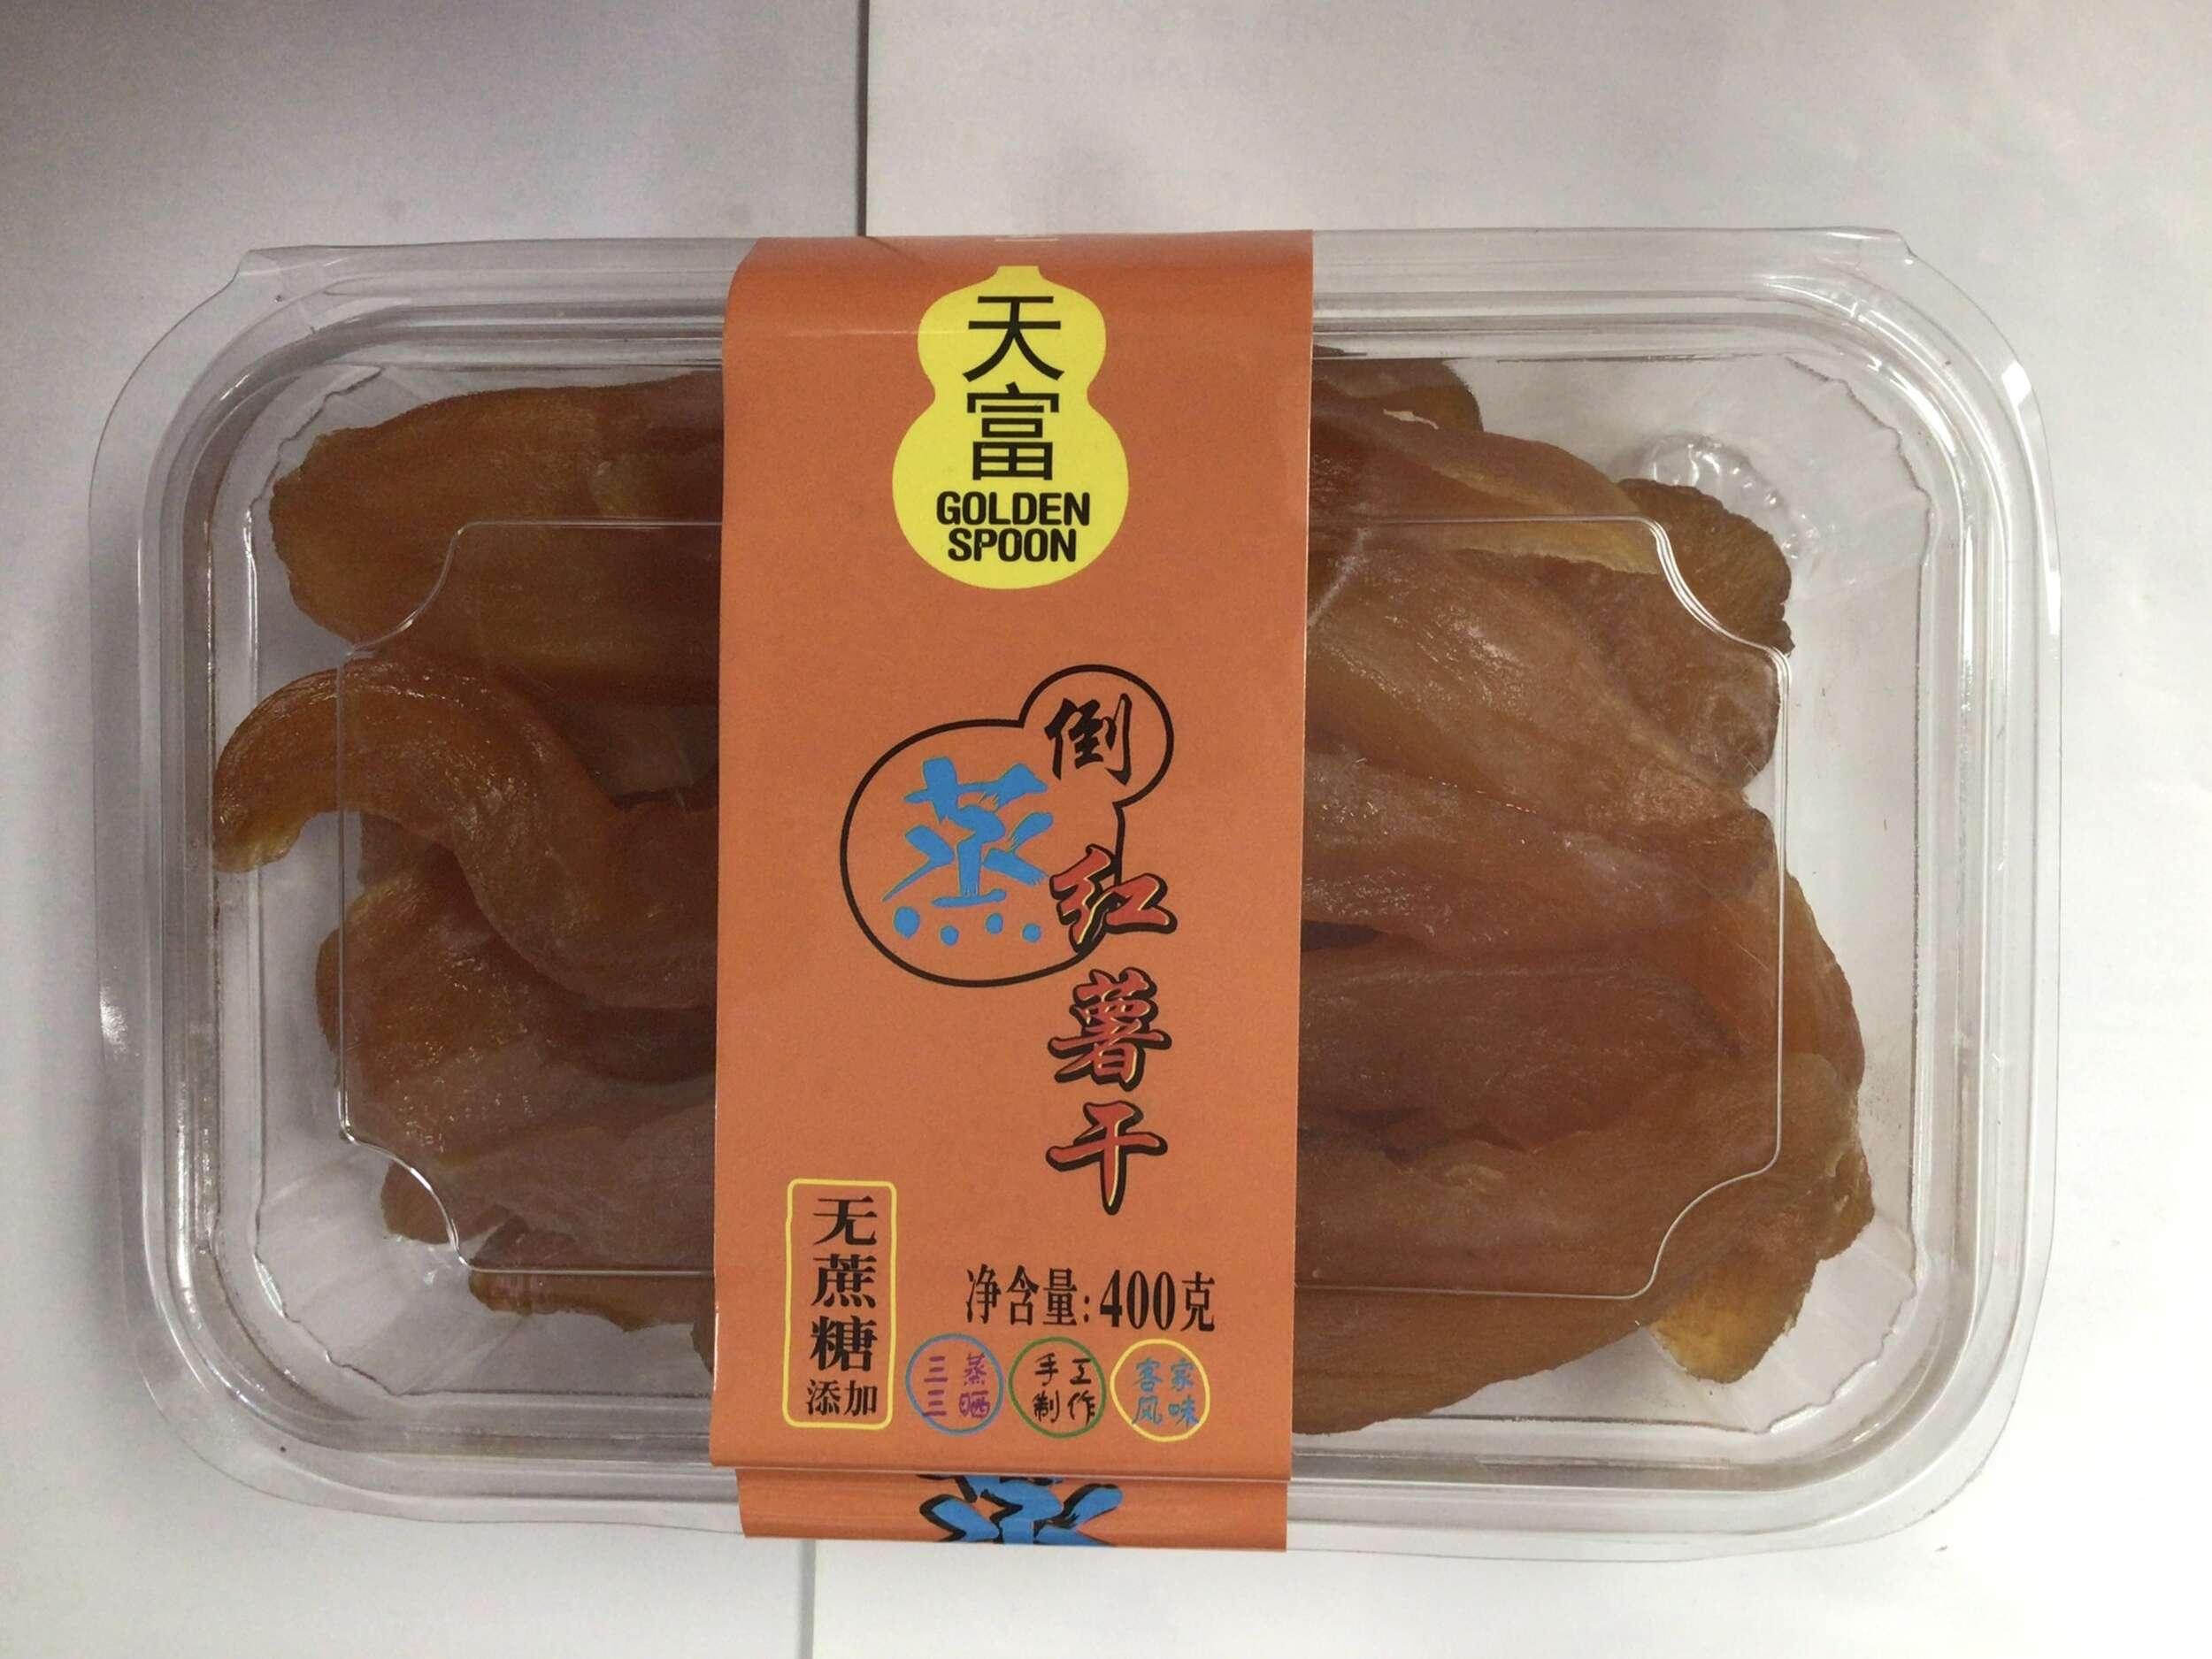 天富
GOLDEN
SPOON
倒蒸红薯干
无蔗糖添加
净含量:400克
三蒸三晒
手工制作
客家风味